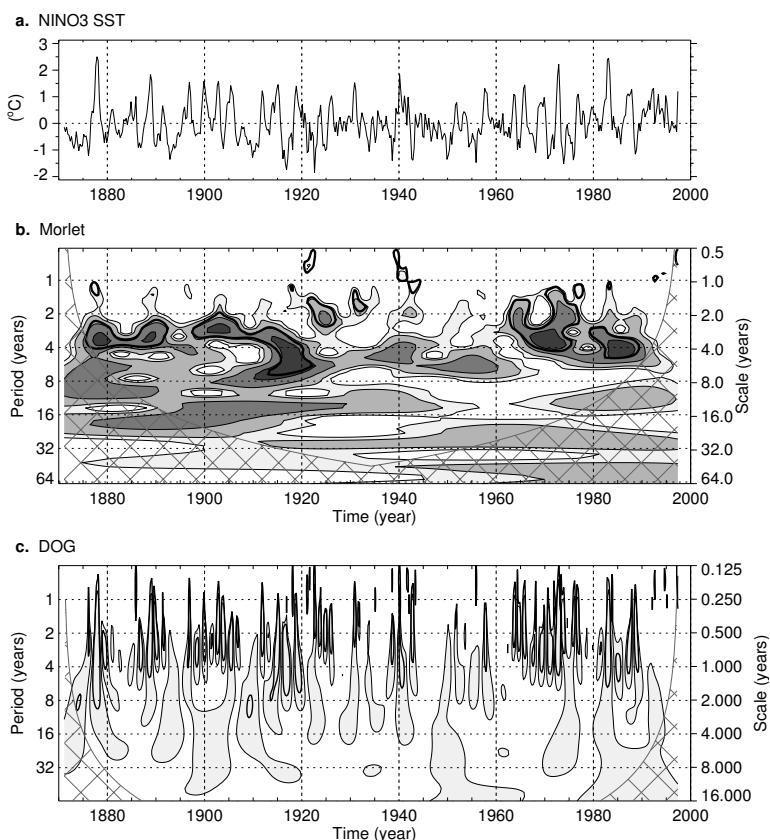 a. NINO3 SST
3
2
1
0
-1
-2
(°C)
1880 1900 1920 1940 1960 1980 2000
b. Morlet
1
2
4
8
16
32
64
Period (years)
0.5
1.0
2.0
4.0
8.0
16.0
32.0
64.0
Scale (years)
1880 1900 1920 1940 1960 1980 2000
Time (year)
c. DOG
1
2
4
8
16
32
Period (years)
0.125
0.250
0.500
1.000
2.000
4.000
8.000
16.000
Scale (years)
1880 1900 1920 1940 1960 1980 2000
Time (year)